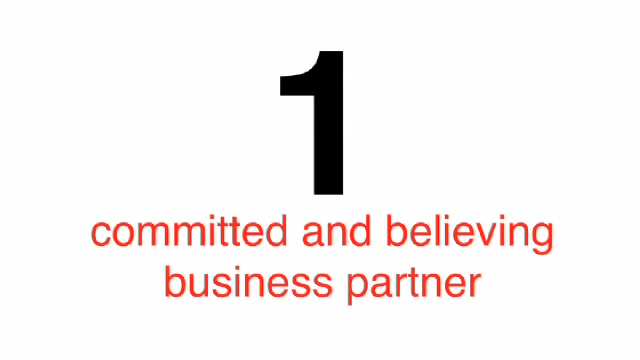 1
committed and believing
business partner